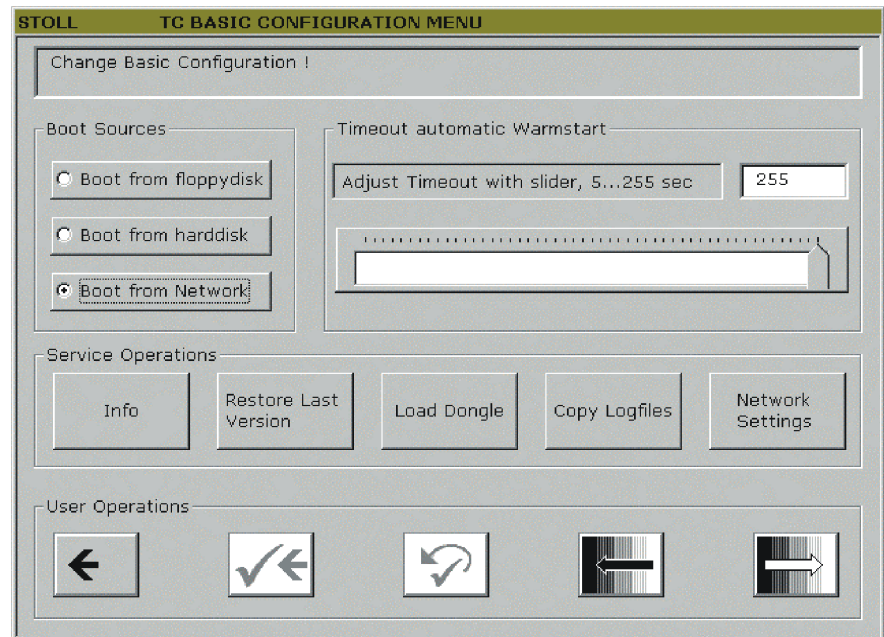 STOLL TC BASIC CONFIGURATION MENU
Change Basic Configuration !
Boot Sources
Boot from floppydisk
Boot from harddisk
Boot from Network
Timeout automatic Warmstart
Adjust Timeout with slider, 5...255 sec
255
Service Operations
Info
Restore Last
Version
Load Dongle
Copy Logfiles
Network
Settings
User Operations